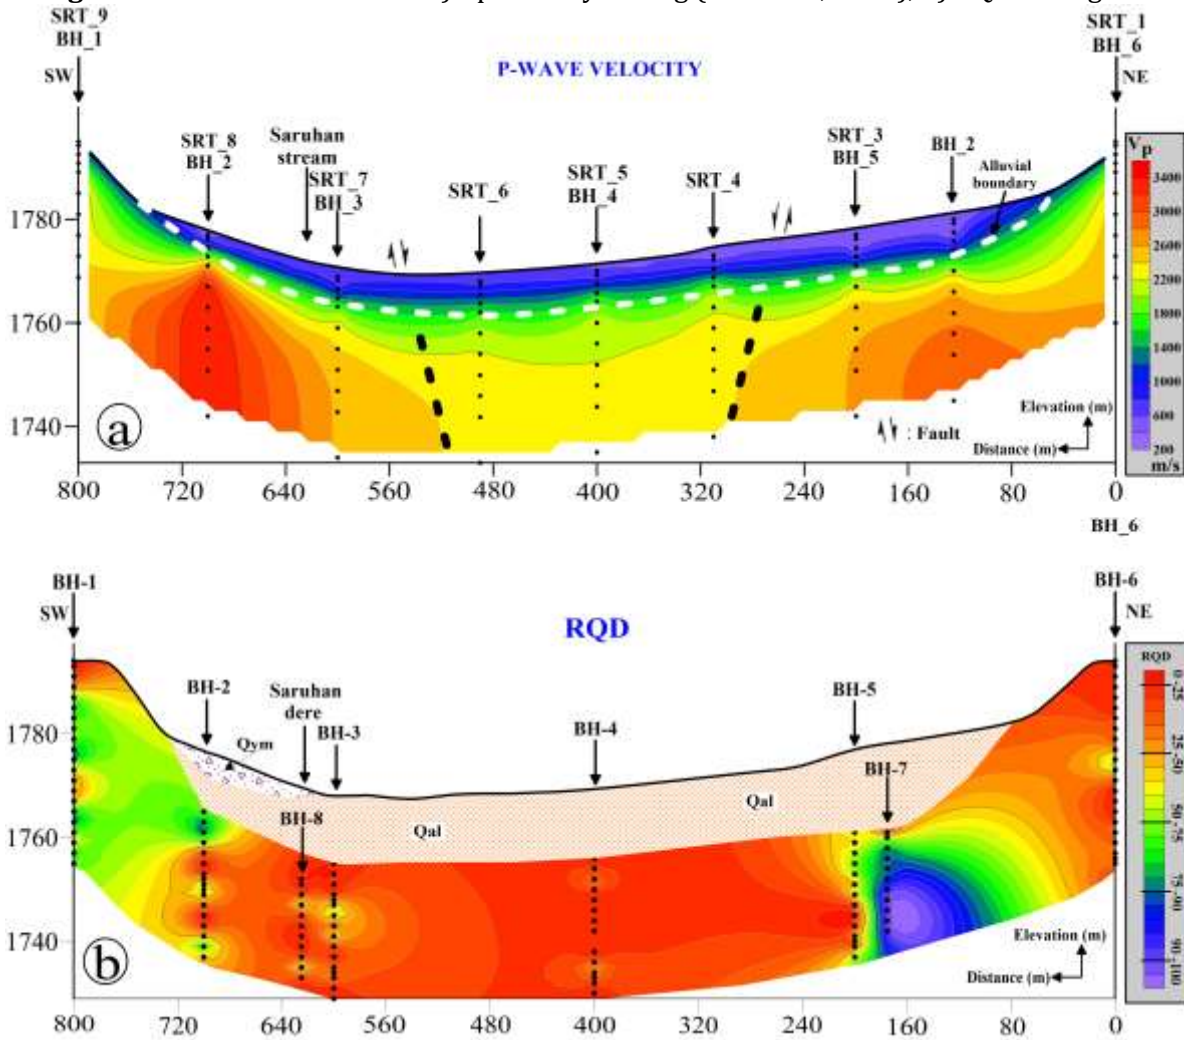 SRT_9
BH_1
SW
P-WAVE VELOCITY
SRT_1
BH_6
NE
SRT_8
BH_2
Saruhan
stream
SRT_7
BH_3
SRT_6
SRT_5
BH_4
SRT_4
SRT_3
BH_5
BH_2
Alluvial
boundary
Vp
3400
3000
2600
2200
1800
1400
1000
600
200
m/s
1780
1760
1740
a
Elevation (m)
: Fault
Distance (m)
800 720 640 560 480 400 320 240 160 80 0
BH_6
BH-1
SW
RQD
BH-6
NE
BH-2
Saruhan
dere
BH-3
BH-4
BH-5
Qym
BH-7
BH-8
Qal
Qal
RQD
0-25
25-50
50-75
75-90
90-100
1780
1760
1740
b
Elevation (m)
Distance (m)
800 720 640 560 480 400 320 240 160 80 0